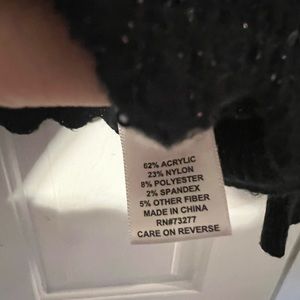 62% ACRYLIC
23% NYLON
8% POLYESTER
2% SPANDEX
5% OTHER FIBER
MADE IN CHINA
RN#73277
CARE ON REVERSE